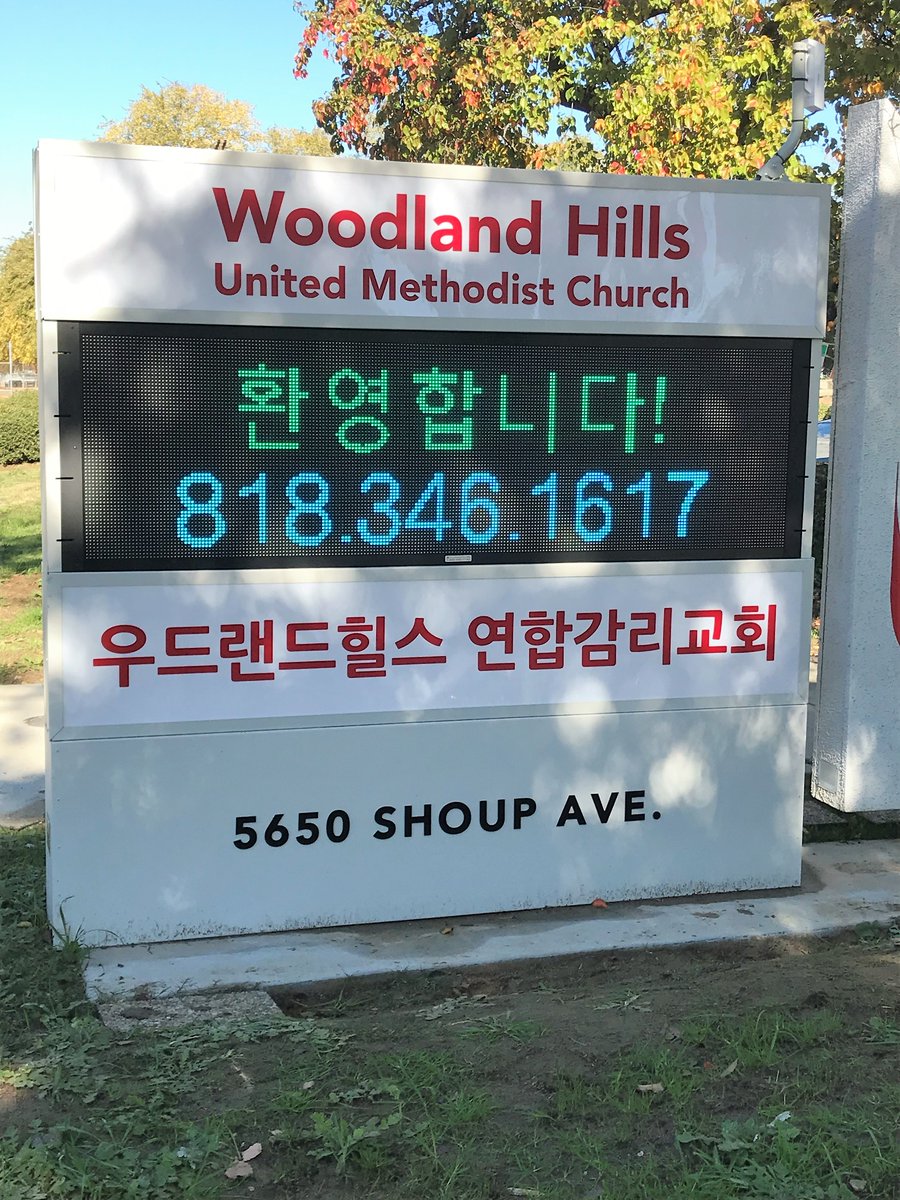 Woodland Hills
United Methodist Church
환영합니다!
818.346.1617
우드랜드힐스 연합감리교회
5650 SHOUP AVE.